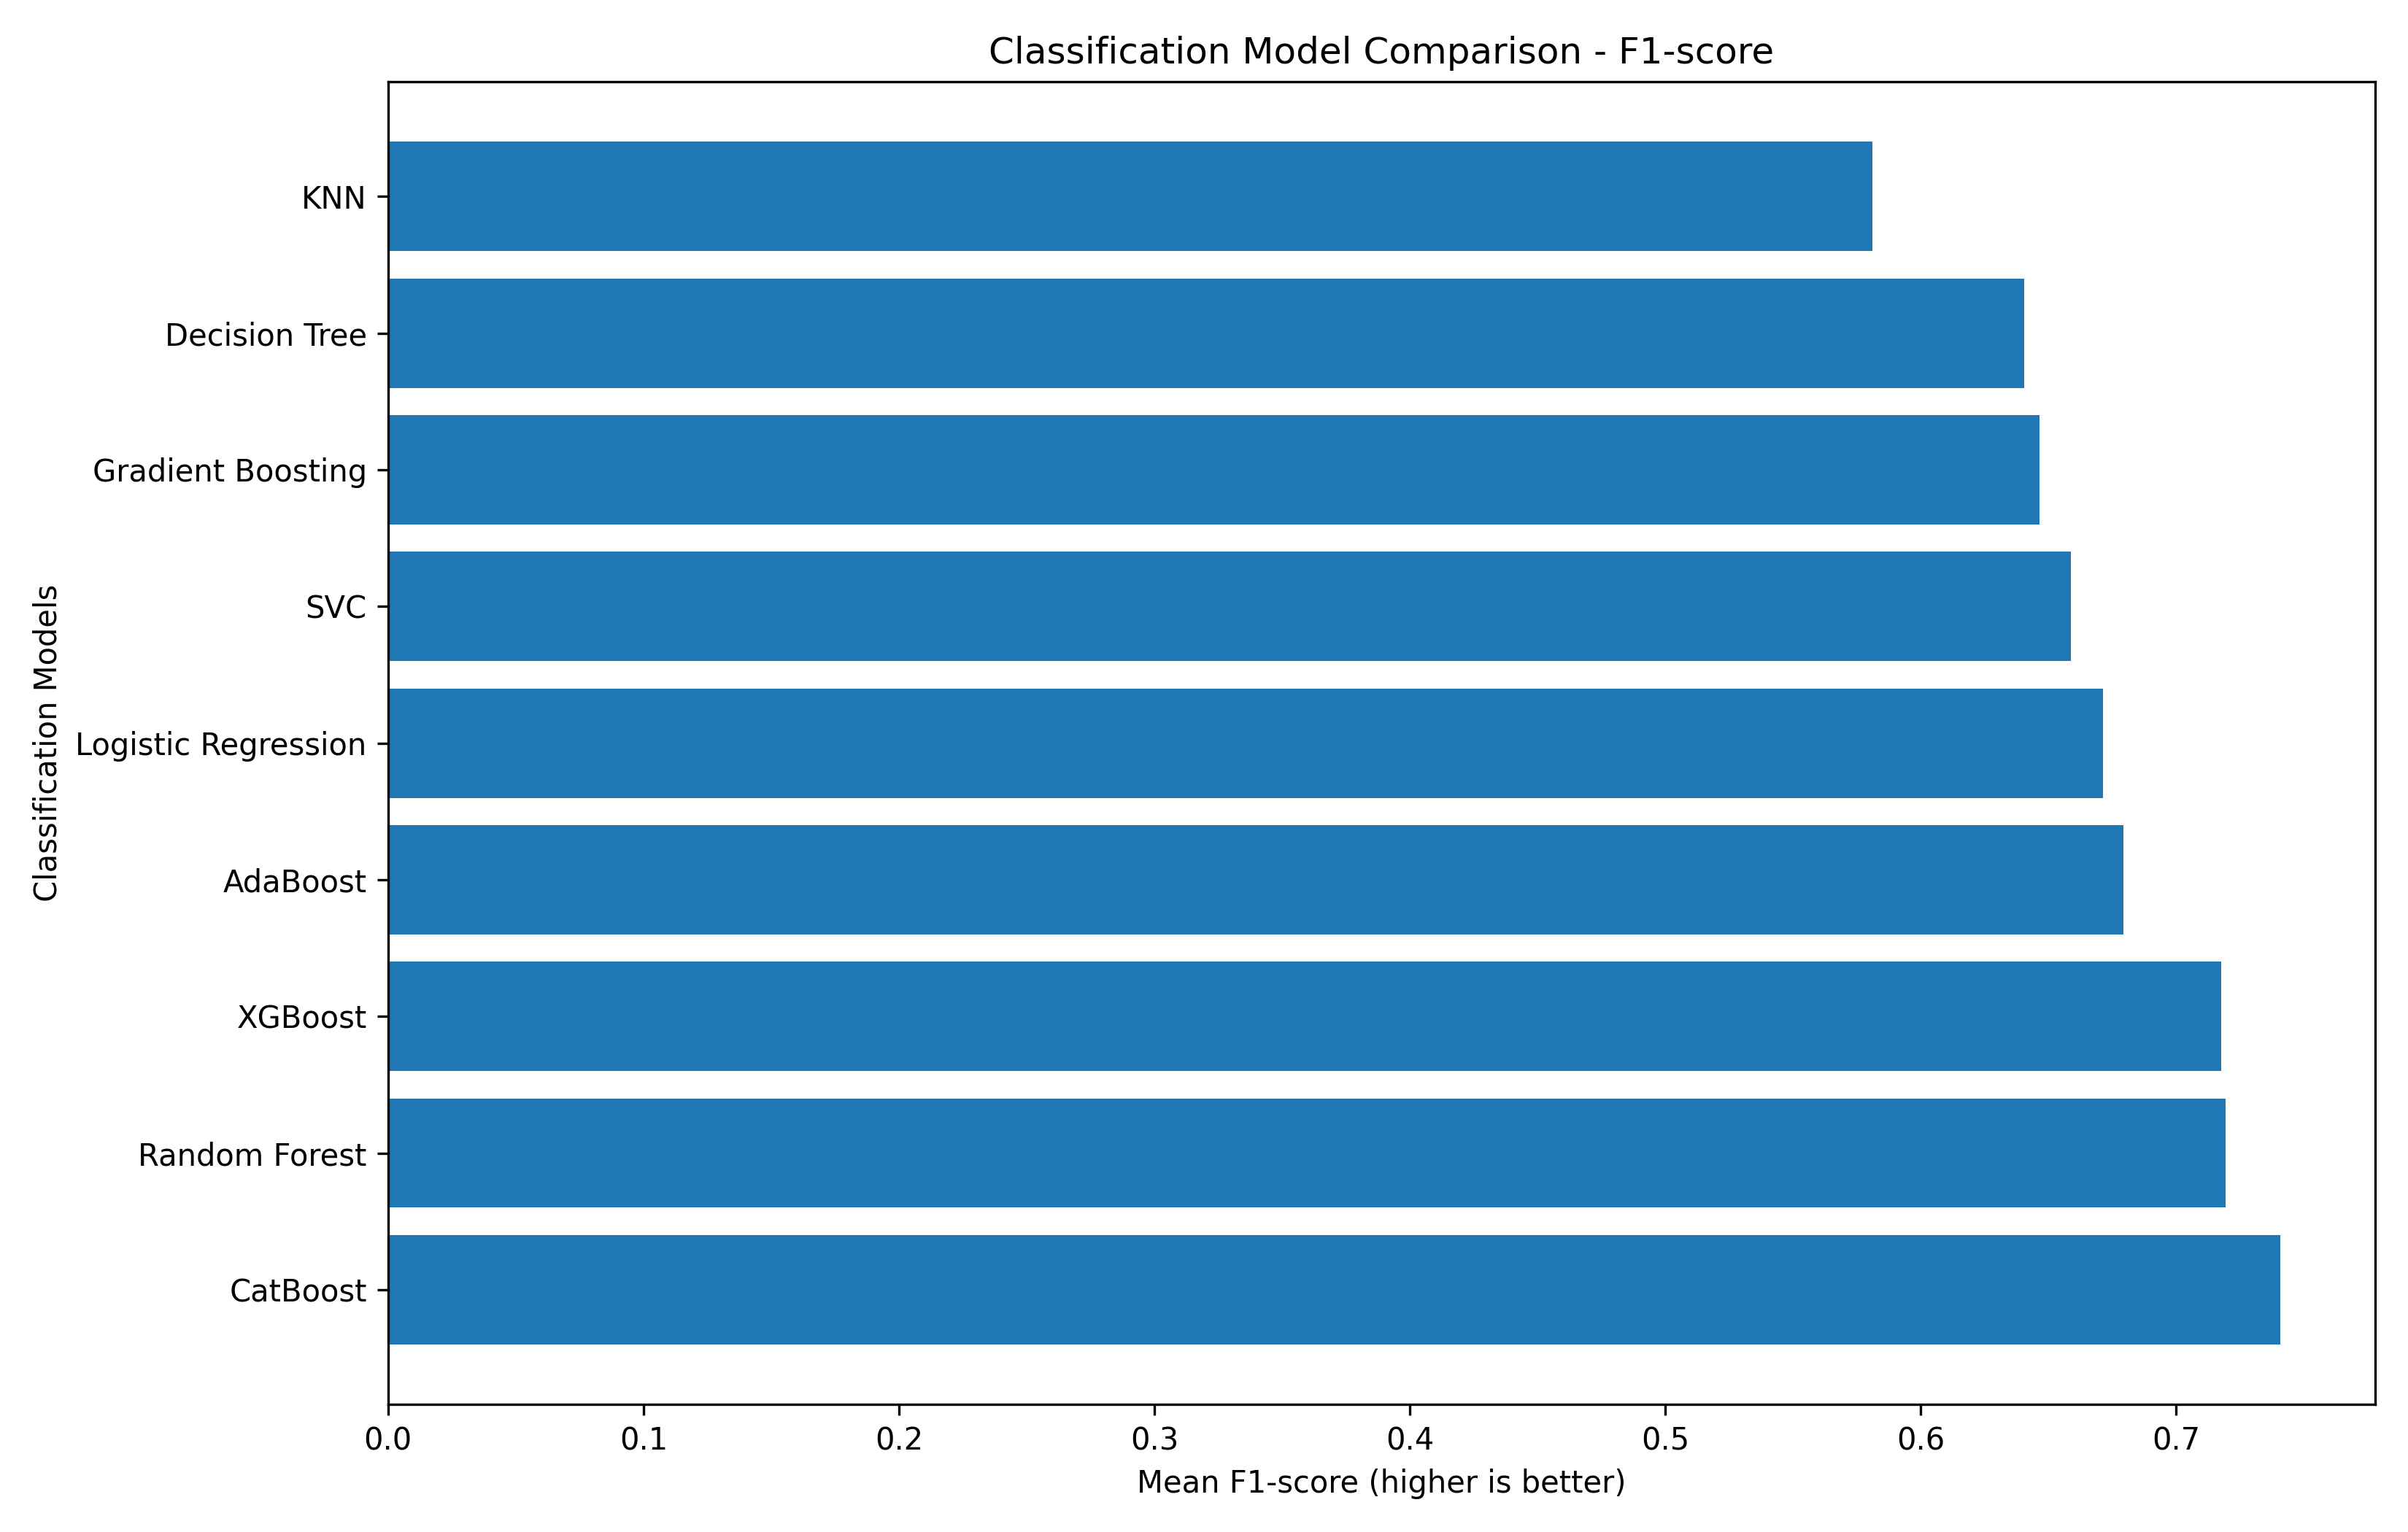 Classification Model Comparison - F1-score
Classification Models
KNN
Decision Tree
Gradient Boosting
SVC
Logistic Regression
AdaBoost
XGBoost
Random Forest
CatBoost
0.0 0.1 0.2 0.3 0.4 0.5 0.6 0.7
Mean F1-score (higher is better)